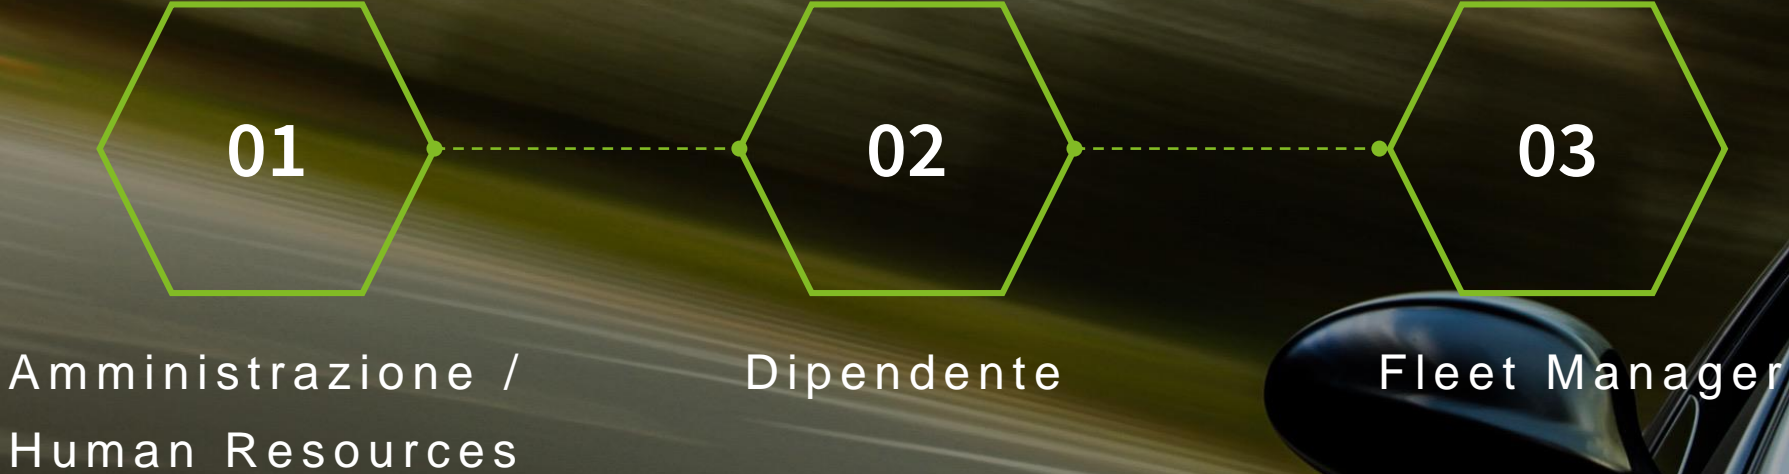 01
02
03
Amministrazione /
Human Resources
Dipendente
Fleet Manager